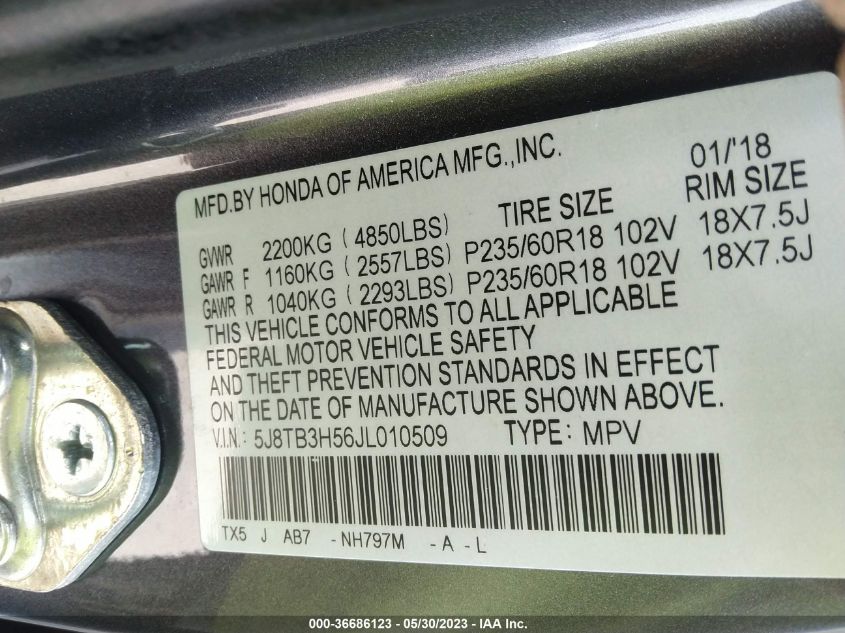 MFD.BY HONDA OF AMERICA MFG.,INC. 01/'18
TIRE SIZE RIM SIZE
GVWR 2200KG ( 4850LBS)
GAWR F 1160KG ( 2557LBS) P235/60R18 102V 18X7.5J
GAWR R 1040KG ( 2293LBS) P235/60R18 102V 18X7.5J
THIS VEHICLE CONFORMS TO ALL APPLICABLE
FEDERAL MOTOR VEHICLE SAFETY
AND THEFT PREVENTION STANDARDS IN EFFECT
ON THE DATE OF MANUFACTURE SHOWN ABOVE.
V.I.N.: 5J8TB3H56JL010509 TYPE: MPV
TX5 J AB7 -NH797M -A -L
000-36686123 - 05/30/2023 - IAA Inc.